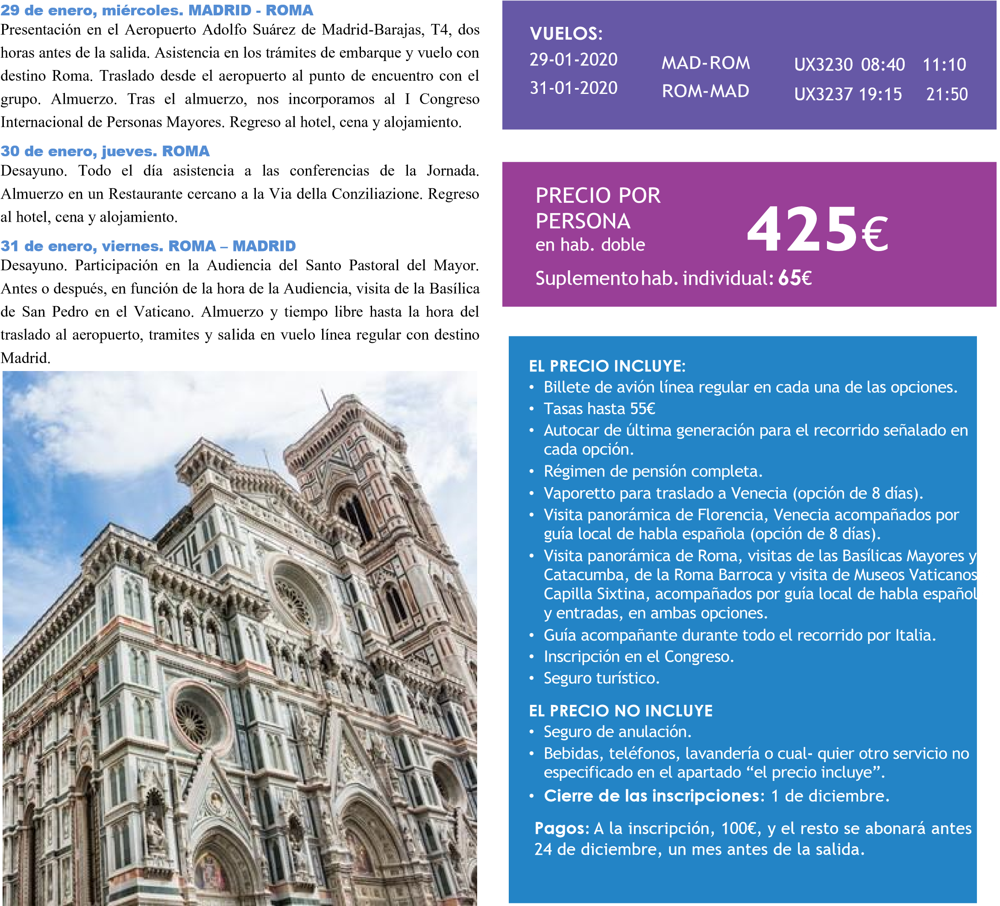 29 de enero, miércoles. MADRID - ROMA
Presentación en el Aeropuerto Adolfo Suárez de Madrid-Barajas, T4, dos
horas antes de la salida. Asistencia en los trámites de embarque y vuelo con
destino Roma. Traslado desde el aeropuerto al punto de encuentro con el
grupo. Almuerzo. Tras el almuerzo, nos incorporamos al I Congreso
Internacional de Personas Mayores. Regreso al hotel, cena y alojamiento.
30 de enero, jueves. ROMA
Desayuno. Todo el día asistencia a las conferencias de la Jornada.
Almuerzo en un Restaurante cercano a la Via della Conziliazione. Regreso
al hotel, cena y alojamiento.
31 de enero, viernes. ROMA – MADRID
Desayuno. Participación en la Audiencia del Santo Pastoral del Mayor.
Antes o después, en función de la hora de la Audiencia, visita de la Basílica
de San Pedro en el Vaticano. Almuerzo y tiempo libre hasta la hora del
traslado al aeropuerto, tramites y salida en vuelo línea regular con destino
Madrid.
VUELOS:
29-01-2020 MAD-ROM UX3230 08:40 11:10
31-01-2020 ROM-MAD UX3237 19:15 21:50
PRECIO POR
PERSONA
en hab. doble
425€
Suplemento hab. individual: 65€
EL PRECIO INCLUYE:
• Billete de avión línea regular en cada una de las opciones.
• Tasas hasta 55€
• Autocar de última generación para el recorrido señalado en
cada opción.
• Régimen de pensión completa.
• Vaporetto para traslado a Venecia (opción de 8 días).
• Visita panorámica de Florencia, Venecia acompañados por
guía local de habla española (opción de 8 días).
• Visita panorámica de Roma, visitas de las Basílicas Mayores y
Catacumba, de la Roma Barroca y visita de Museos Vaticanos
Capilla Sixtina, acompañados por guía local de habla español
y entradas, en ambas opciones.
• Guía acompañante durante todo el recorrido por Italia.
• Inscripción en el Congreso.
• Seguro turístico.
EL PRECIO NO INCLUYE
• Seguro de anulación.
• Bebidas, teléfonos, lavandería o cual- quier otro servicio no
especificado en el apartado “el precio incluye”.
• Cierre de las inscripciones: 1 de diciembre.
Pagos: A la inscripción, 100€, y el resto se abonará antes
24 de diciembre, un mes antes de la salida.